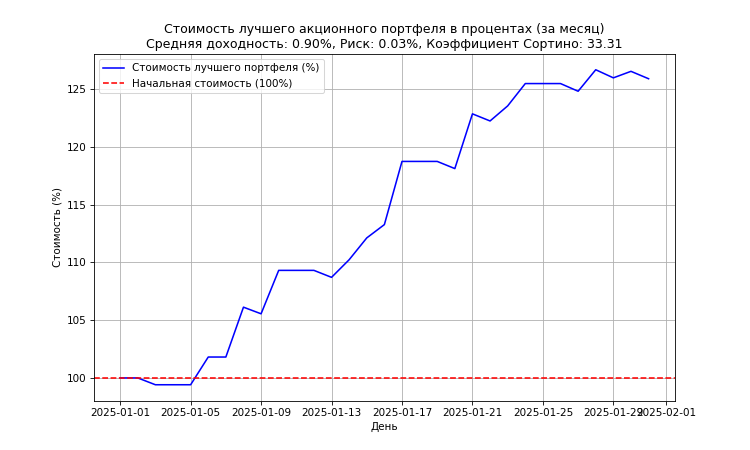 Стоимость лучшего акционного портфеля в процентах (за месяц)
Средняя доходность: 0.90%, Риск: 0.03%, Коэффициент Сортино: 33.31
Стоимость лучшего портфеля (%)
Начальная стоимость (100%)
Стоимость (%)
125
120
115
110
105
100
2025-01-01 2025-01-05 2025-01-09 2025-01-13 2025-01-17 2025-01-21 2025-01-25 2025-01-29 2025-02-01
День